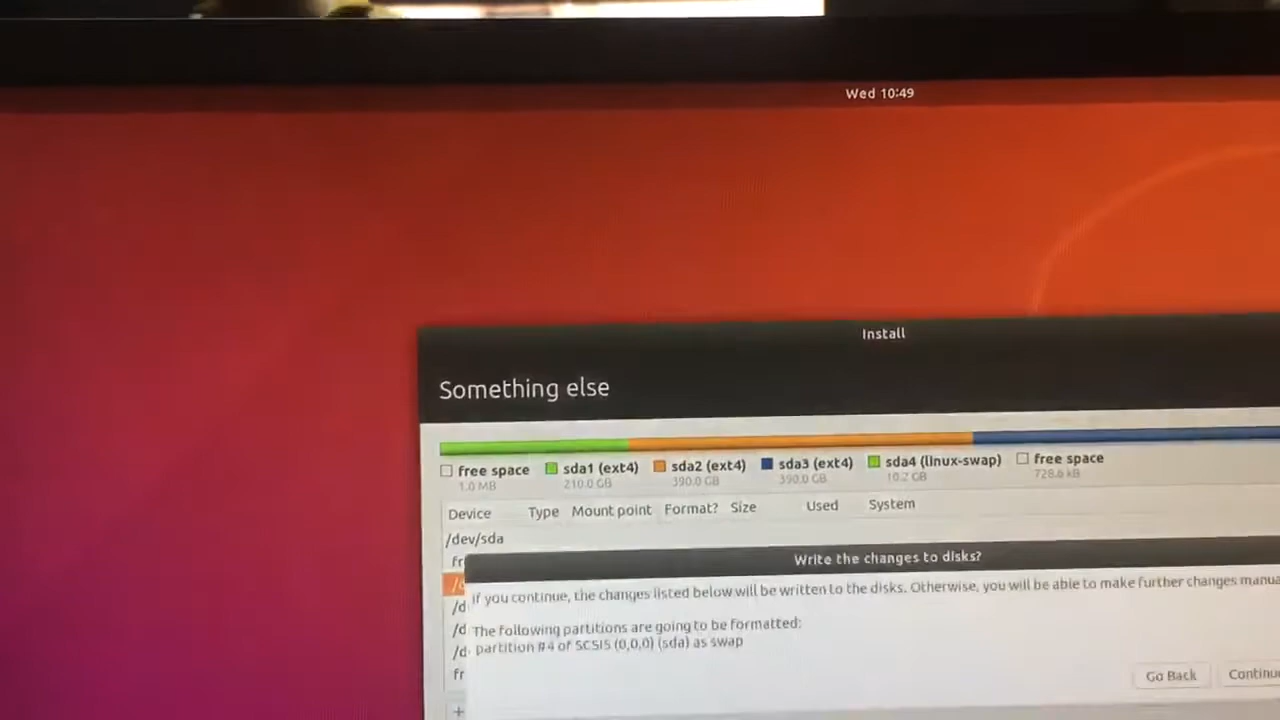 Wed 10:49
Install
Something else
free space sda1 (ext4) sda2 (ext4) sda3 (ext4) sda4 (linux-swap) free space
1.0 MB 210.0 GB 390.0 GB 390.0 GB 10.2 GB 728.6 kB
Device Type Mount point Format? Size Used System
/dev/sda
fr
Write the changes to disks?
If you continue, the changes listed below will be written to the disks. Otherwise, you will be able to make further changes manua
/d
The following partitions are going to be formatted:
/d
partition #4 of SCSI5 (0,0,0) (sda) as swap
/d
fr
Go Back Continu
+